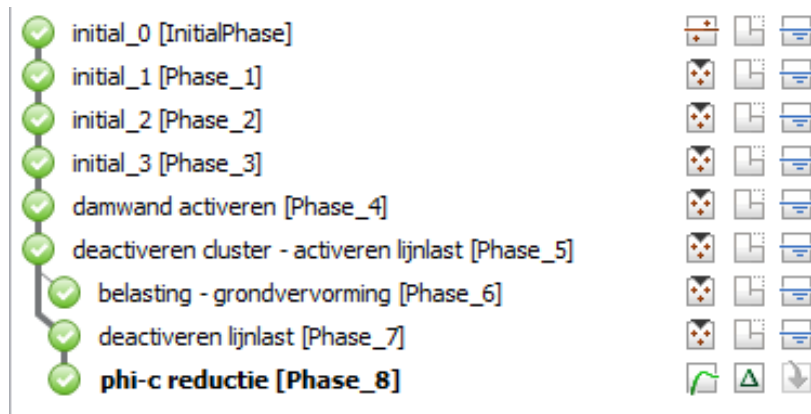 initial_0 [InitialPhase]
initial_1 [Phase_1]
initial_2 [Phase_2]
initial_3 [Phase_3]
damwand activeren [Phase_4]
deactiveren cluster - activeren lijnlast [Phase_5]
belasting - grondvervorming [Phase_6]
deactiveren lijnlast [Phase_7]
phi-c reductie [Phase_8]